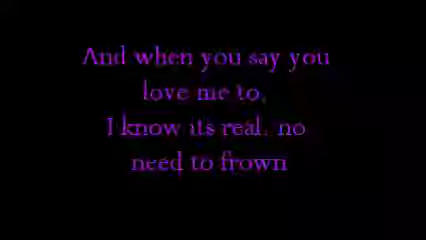 And when you say you
love me to,
I know its real, no
need to frown